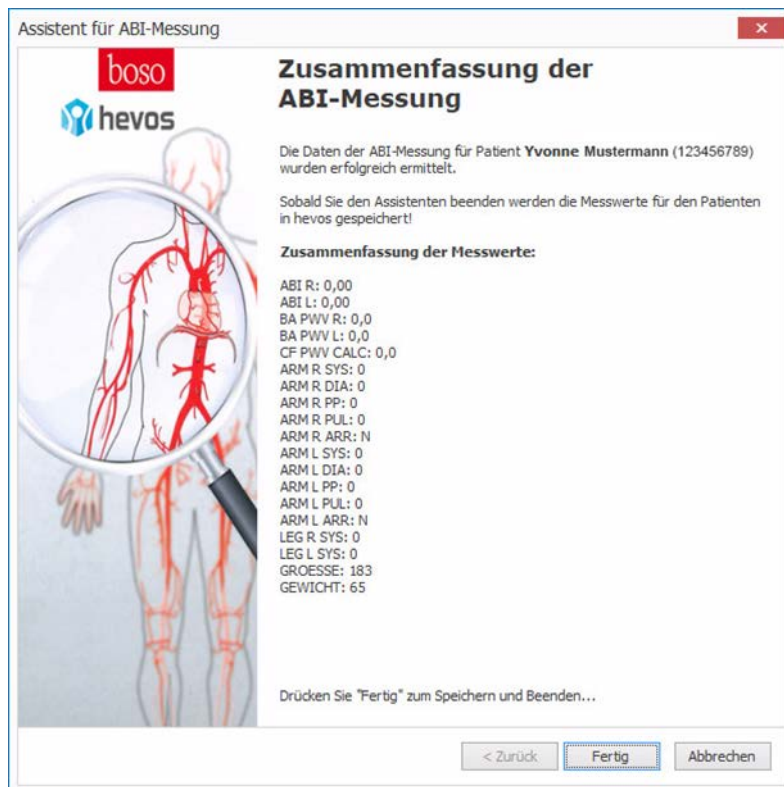 Assistent für ABI-Messung
boso
hevos
Zusammenfassung der
ABI-Messung
Die Daten der ABI-Messung für Patient Yvonne Mustermann (123456789)
wurden erfolgreich ermittelt.
Sobald Sie den Assistenten beenden werden die Messwerte für den Patienten
in hevos gespeichert!
Zusammenfassung der Messwerte:
ABI R: 0,00
ABI L: 0,00
BA PWV R: 0,0
BA PWV L: 0,0
CF PWV CALC: 0,0
ARM R SYS: 0
ARM R DIA: 0
ARM R PP: 0
ARM R PUL: 0
ARM R ARR: N
ARM L SYS: 0
ARM L DIA: 0
ARM L PP: 0
ARM L PUL: 0
ARM L ARR: N
LEG R SYS: 0
LEG L SYS: 0
GROESSE: 183
GEWICHT: 65
Drücken Sie "Fertig" zum Speichern und Beenden...
< Zurück Fertig Abbrechen